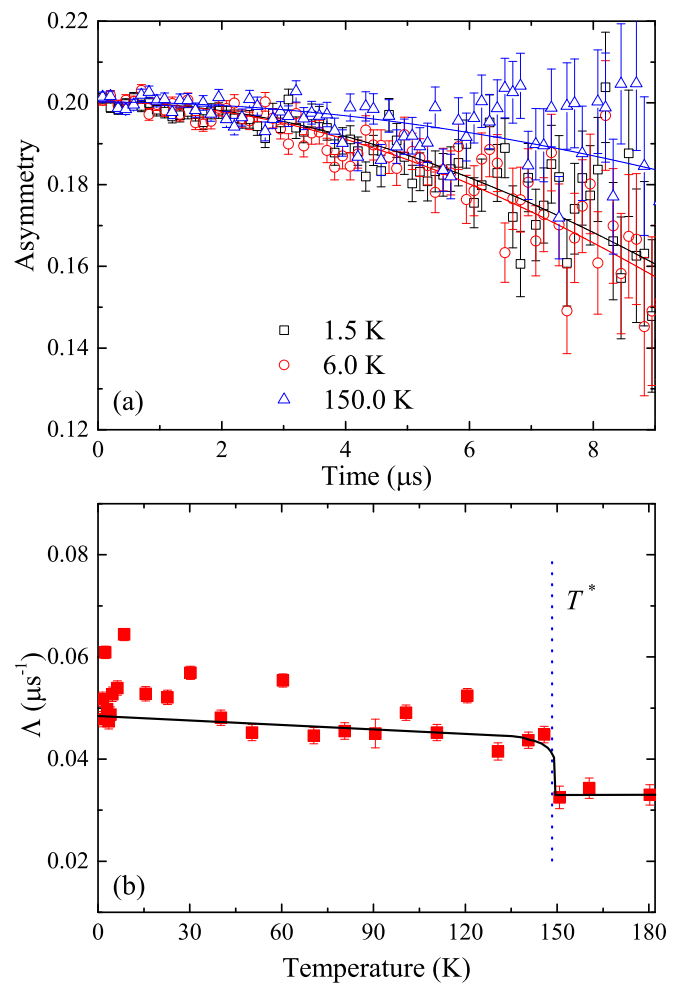 0.22
0.20
0.18
0.16
0.14
0.12
Asymmetry
1.5 K
6.0 K
150.0 K
(a)
0 2 4 6 8
Time (μs)
0.08
0.06
0.04
0.02
Λ (μs⁻¹)
T*
(b)
0 30 60 90 120 150 180
Temperature (K)